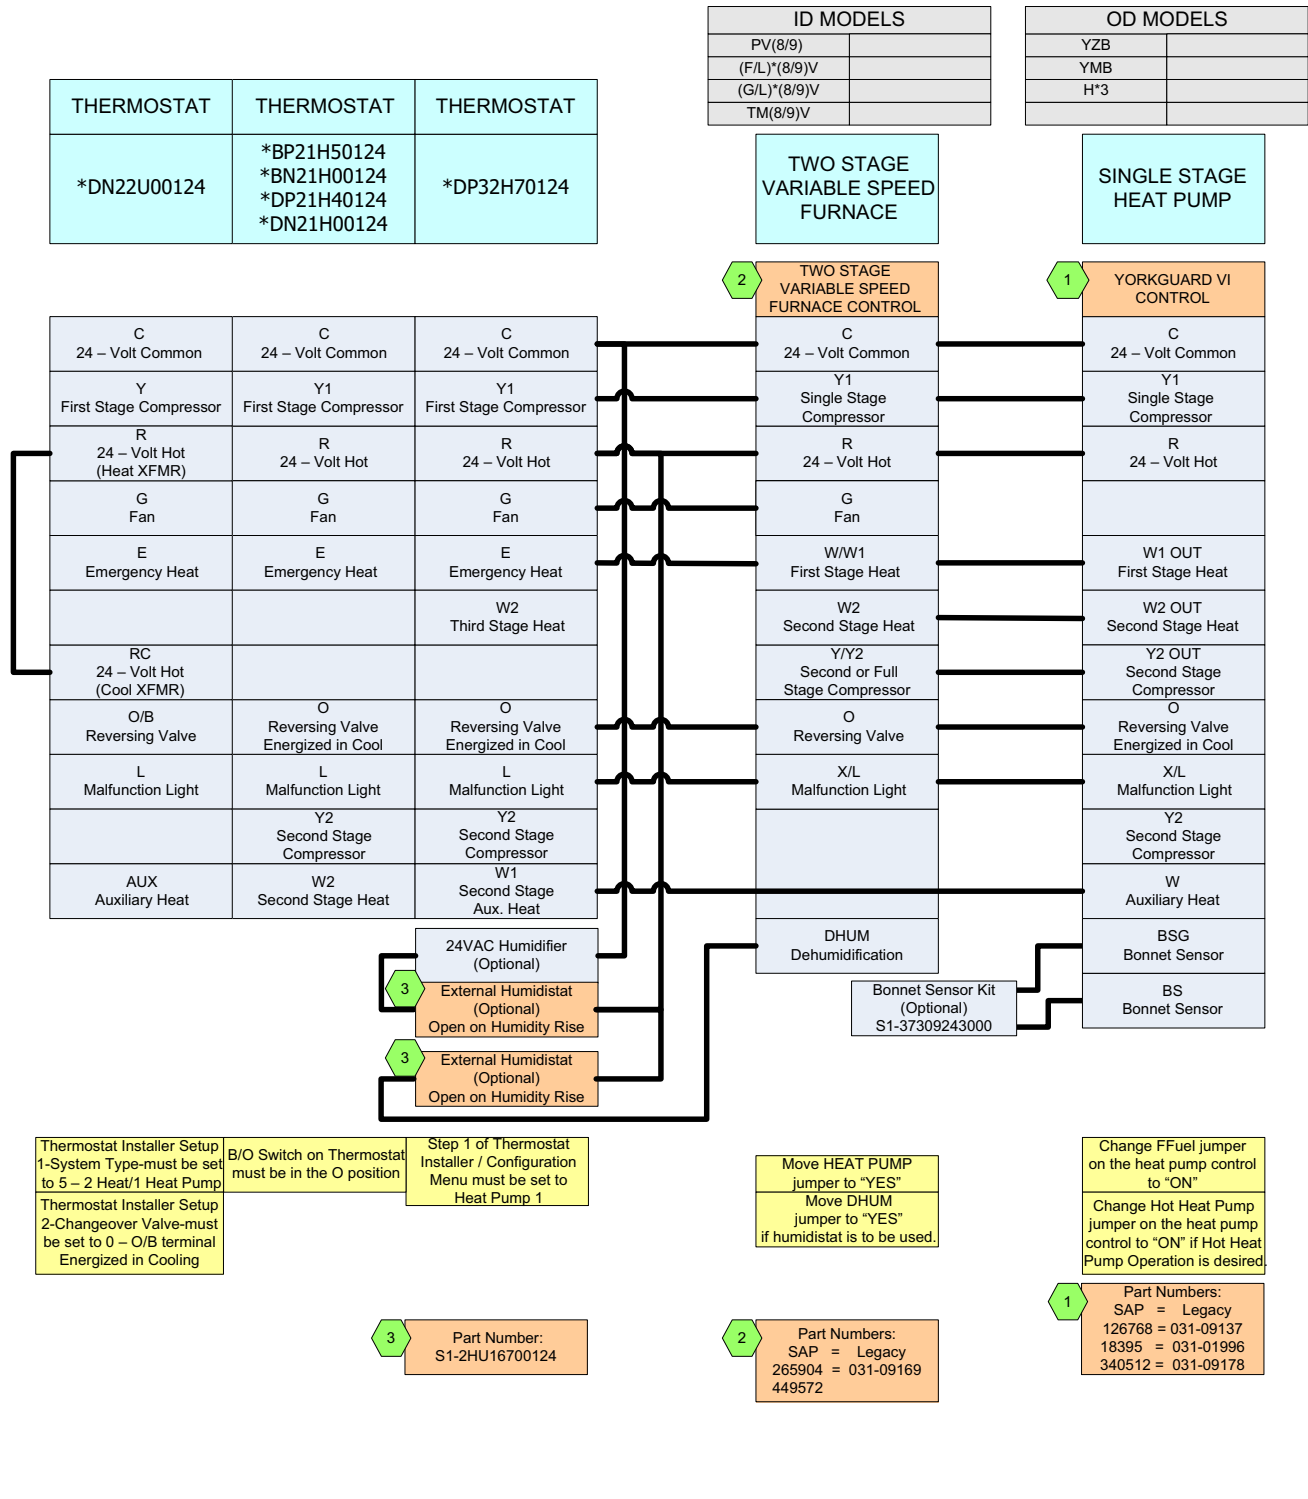 ID MODELS
PV(8/9)
(F/L)*(8/9)V
(G/L)*(8/9)V
TM(8/9)V
OD MODELS
YZB
YMB
H*3
THERMOSTAT
THERMOSTAT
THERMOSTAT
*DN22U00124
*BP21H50124
*BN21H00124
*DP21H40124
*DN21H00124
*DP32H70124
TWO STAGE
VARIABLE SPEED
FURNACE
SINGLE STAGE
HEAT PUMP
2
TWO STAGE
VARIABLE SPEED
FURNACE CONTROL
1
YORKGUARD VI
CONTROL
C
24 – Volt Common
C
24 – Volt Common
C
24 – Volt Common
C
24 – Volt Common
C
24 – Volt Common
Y
First Stage Compressor
Y1
First Stage Compressor
Y1
First Stage Compressor
Y1
Single Stage
Compressor
Y1
Single Stage
Compressor
R
24 – Volt Hot
(Heat XFMR)
R
24 – Volt Hot
R
24 – Volt Hot
R
24 – Volt Hot
R
24 – Volt Hot
G
Fan
G
Fan
G
Fan
G
Fan
E
Emergency Heat
E
Emergency Heat
E
Emergency Heat
W/W1
First Stage Heat
W1 OUT
First Stage Heat
W2
Third Stage Heat
W2
Second Stage Heat
W2 OUT
Second Stage Heat
RC
24 – Volt Hot
(Cool XFMR)
Y/Y2
Second or Full
Stage Compressor
Y2 OUT
Second Stage
Compressor
O/B
Reversing Valve
O
Reversing Valve
Energized in Cool
O
Reversing Valve
Energized in Cool
O
Reversing Valve
O
Reversing Valve
Energized in Cool
L
Malfunction Light
L
Malfunction Light
L
Malfunction Light
X/L
Malfunction Light
X/L
Malfunction Light
Y2
Second Stage
Compressor
Y2
Second Stage
Compressor
Y2
Second Stage
Compressor
AUX
Auxiliary Heat
W2
Second Stage Heat
W1
Second Stage
Aux. Heat
W
Auxiliary Heat
24VAC Humidifier
(Optional)
DHUM
Dehumidification
BSG
Bonnet Sensor
3
External Humidistat
(Optional)
Open on Humidity Rise
Bonnet Sensor Kit
(Optional)
S1-37309243000
BS
Bonnet Sensor
3
External Humidistat
(Optional)
Open on Humidity Rise
Thermostat Installer Setup
1-System Type-must be set
to 5 – 2 Heat/1 Heat Pump
B/O Switch on Thermostat
must be in the O position
Step 1 of Thermostat
Installer / Configuration
Menu must be set to
Heat Pump 1
Move HEAT PUMP
jumper to “YES”
Change FFuel jumper
on the heat pump control
to “ON”
Thermostat Installer Setup
2-Changeover Valve-must
be set to 0 – O/B terminal
Energized in Cooling
Move DHUM
jumper to “YES”
if humidistat is to be used.
Change Hot Heat Pump
jumper on the heat pump
control to “ON” if Hot Heat
Pump Operation is desired.
3
Part Number:
S1-2HU16700124
2
Part Numbers:
SAP = Legacy
265904 = 031-09169
449572
1
Part Numbers:
SAP = Legacy
126768 = 031-09137
18395 = 031-01996
340512 = 031-09178